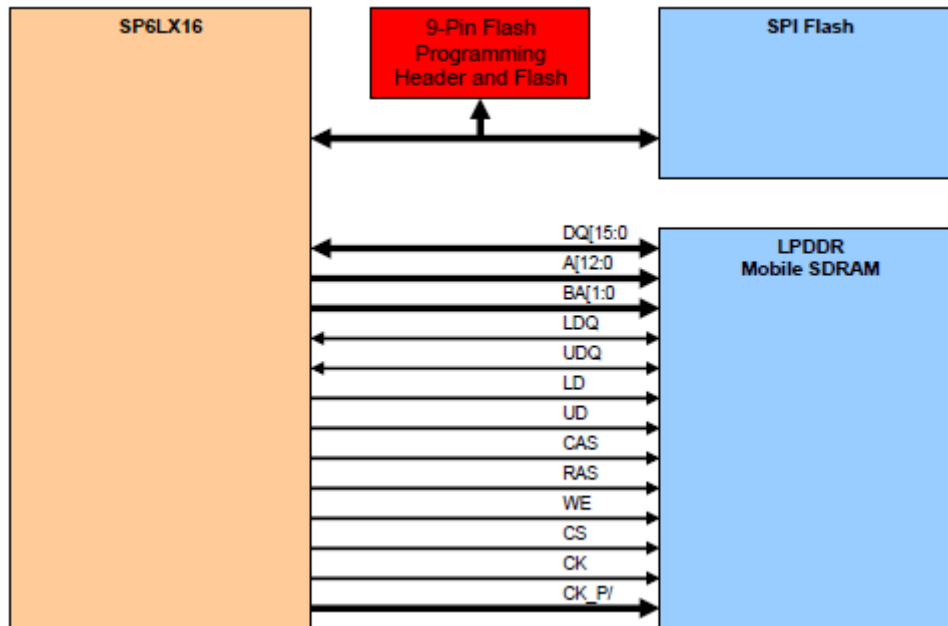 SP6LX16
9-Pin Flash
Programming
Header and Flash
SPI Flash
DQ[15:0
A[12:0
BA[1:0
LDQ
UDQ
LD
UD
CAS
RAS
WE
CS
CK
CK_P/
LPDDR
Mobile SDRAM